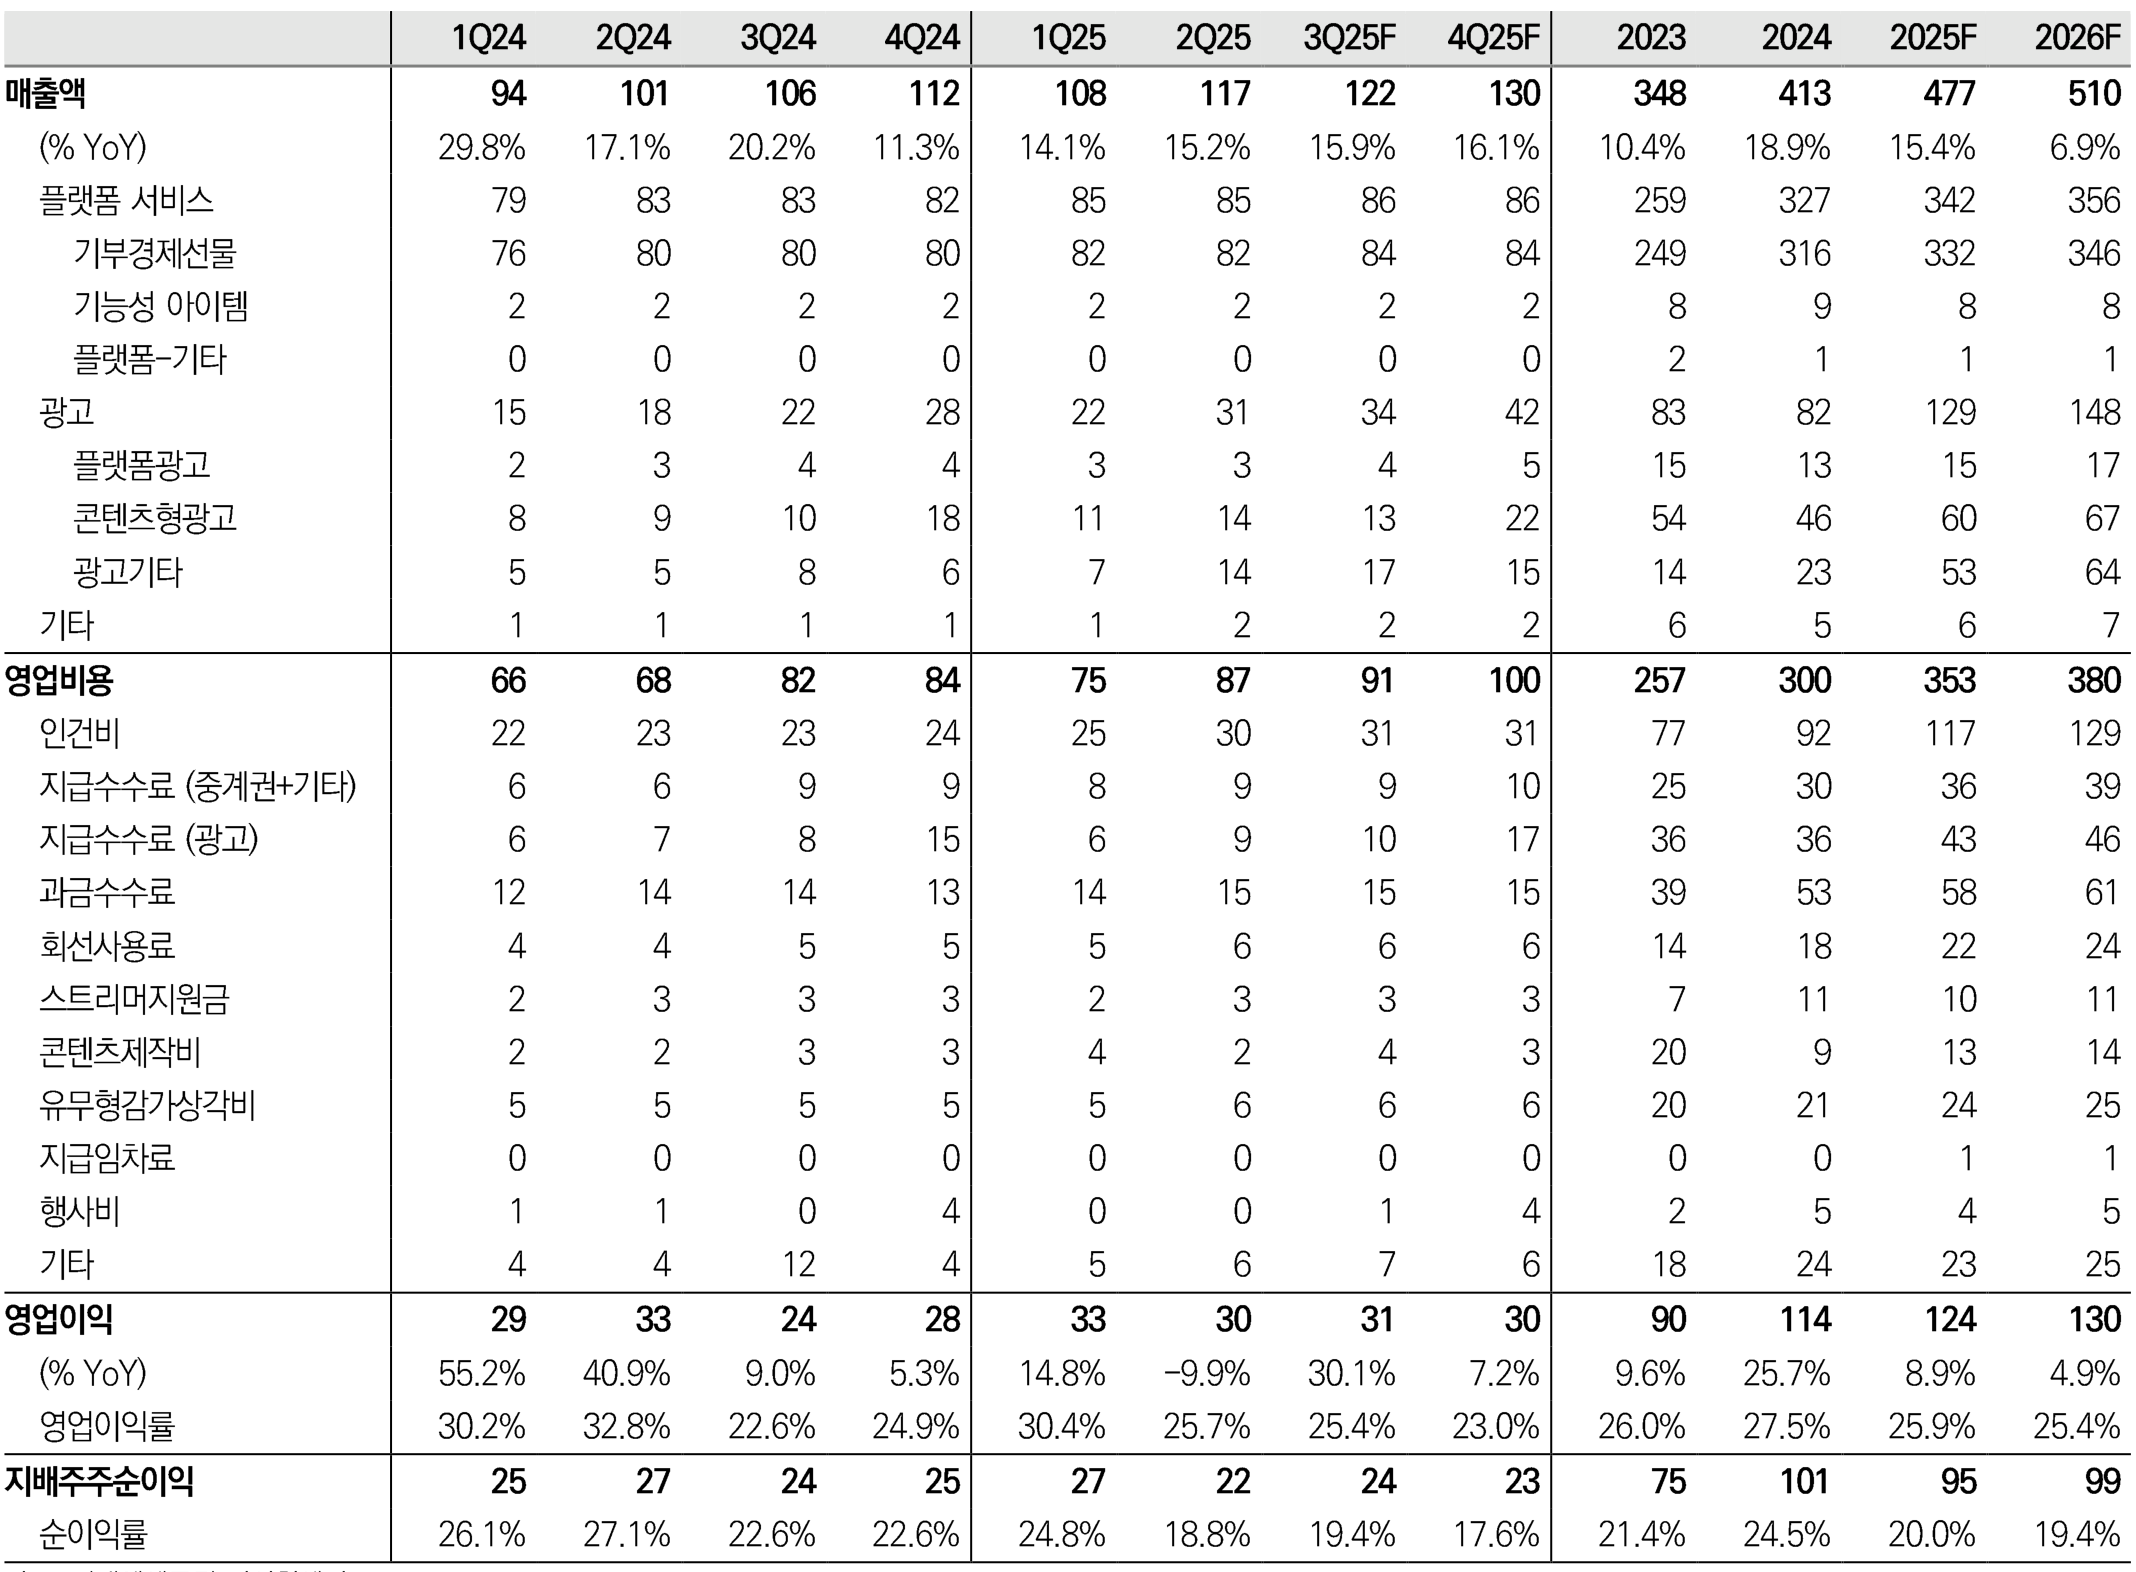 1Q24 2Q24 3Q24 4Q24 1Q25 2Q25 3Q25F 4Q25F 2023 2024 2025F 2026F
매출액 94 101 106 112 108 117 122 130 348 413 477 510
(% YoY) 29.8% 17.1% 20.2% 11.3% 14.1% 15.2% 15.9% 16.1% 10.4% 18.9% 15.4% 6.9%
플랫폼 서비스 79 83 83 82 85 85 86 86 259 327 342 356
기부경제선물 76 80 80 80 82 82 84 84 249 316 332 346
기능성 아이템 2 2 2 2 2 2 2 2 8 9 8 8
플랫폼-기타 0 0 0 0 0 0 0 0 2 1 1 1
광고 15 18 22 28 22 31 34 42 83 82 129 148
플랫폼광고 2 3 4 4 3 3 4 5 15 13 15 17
콘텐츠형광고 8 9 10 18 11 14 13 22 54 46 60 67
광고기타 5 5 8 6 7 14 17 15 14 23 53 64
기타 1 1 1 1 1 2 2 2 6 5 6 7
영업비용 66 68 82 84 75 87 91 100 257 300 353 380
인건비 22 23 23 24 25 30 31 31 77 92 117 129
지급수수료 (중계권+기타) 6 6 9 9 8 9 9 10 25 30 36 39
지급수수료 (광고) 6 7 8 15 6 9 10 17 36 36 43 46
과금수수료 12 14 14 13 14 15 15 15 39 53 58 61
회선사용료 4 4 5 5 5 6 6 6 14 18 22 24
스트리머지원금 2 3 3 3 2 3 3 3 7 11 10 11
콘텐츠제작비 2 2 3 3 4 2 4 3 20 9 13 14
유무형감가상각비 5 5 5 5 5 6 6 6 20 21 24 25
지급임차료 0 0 0 0 0 0 0 0 0 0 1 1
행사비 1 1 0 4 0 0 1 4 2 5 4 5
기타 4 4 12 4 5 6 7 6 18 24 23 25
영업이익 29 33 24 28 33 30 31 30 90 114 124 130
(% YoY) 55.2% 40.9% 9.0% 5.3% 14.8% -9.9% 30.1% 7.2% 9.6% 25.7% 8.9% 4.9%
영업이익률 30.2% 32.8% 22.6% 24.9% 30.4% 25.7% 25.4% 23.0% 26.0% 27.5% 25.9% 25.4%
지배주주순이익 25 27 24 25 27 22 24 23 75 101 95 99
순이익률 26.1% 27.1% 22.6% 22.6% 24.8% 18.8% 19.4% 17.6% 21.4% 24.5% 20.0% 19.4%